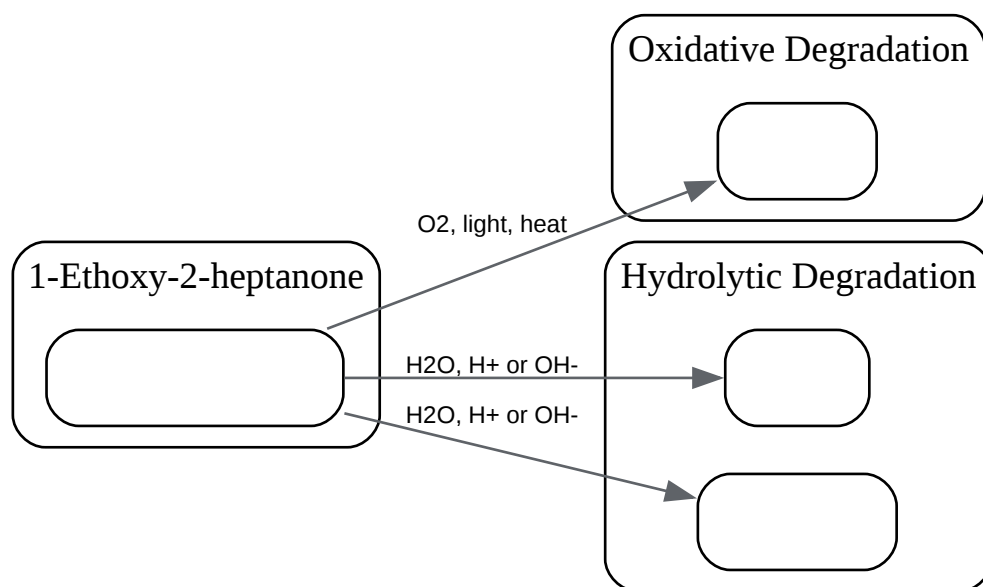 Oxidative Degradation
O2, light, heat
1-Ethoxy-2-heptanone
Hydrolytic Degradation
H2O, H+ or OH-
H2O, H+ or OH-